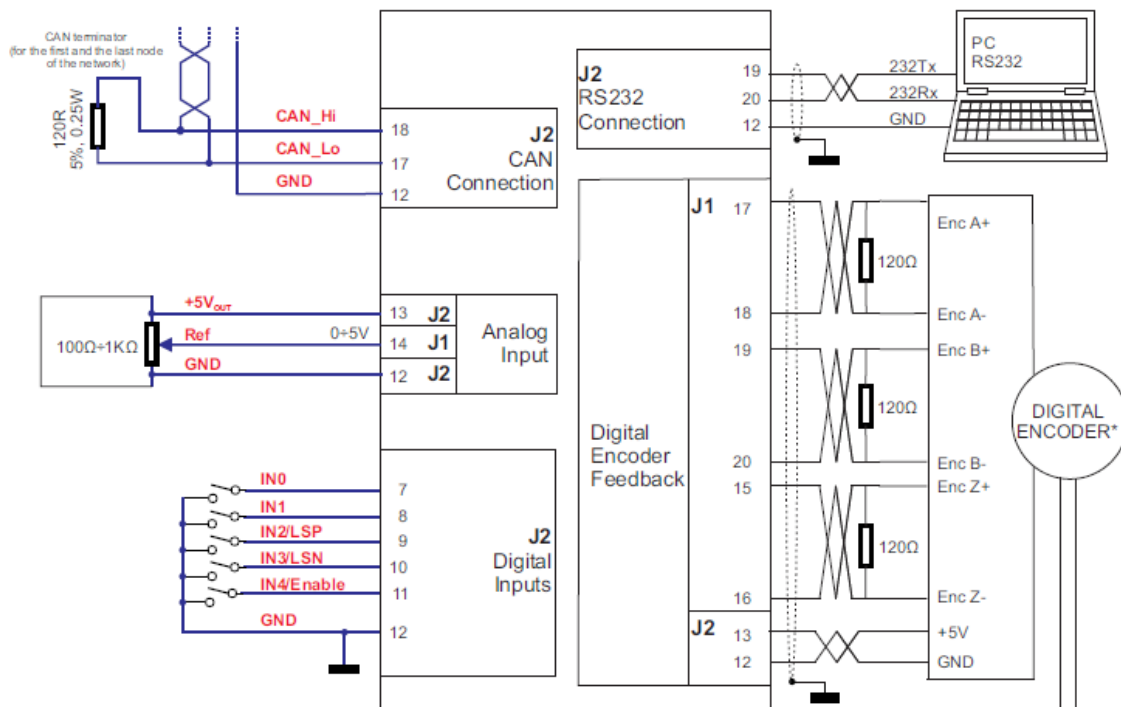 CAN terminator
(for the first and the last node
of the network)
120R
5%, 0.25W
CAN_Hi
18
CAN_Lo
17
GND
12
J2
CAN
Connection
J2
RS232
Connection
19
232Tx
20
232Rx
12
GND
PC
RS232
+5VOUT
13
J2
Ref
0÷5V
14
J1
GND
12
J2
100Ω÷1KΩ
Analog
Input
IN0
7
IN1
8
IN2/LSP
9
IN3/LSN
10
IN4/Enable
11
GND
12
J2
Digital
Inputs
Digital
Encoder
Feedback
J1
17
Enc A+
120Ω
18
Enc A-
19
Enc B+
120Ω
20
Enc B-
15
Enc Z+
120Ω
16
Enc Z-
J2
13
+5V
12
GND
DIGITAL
ENCODER*